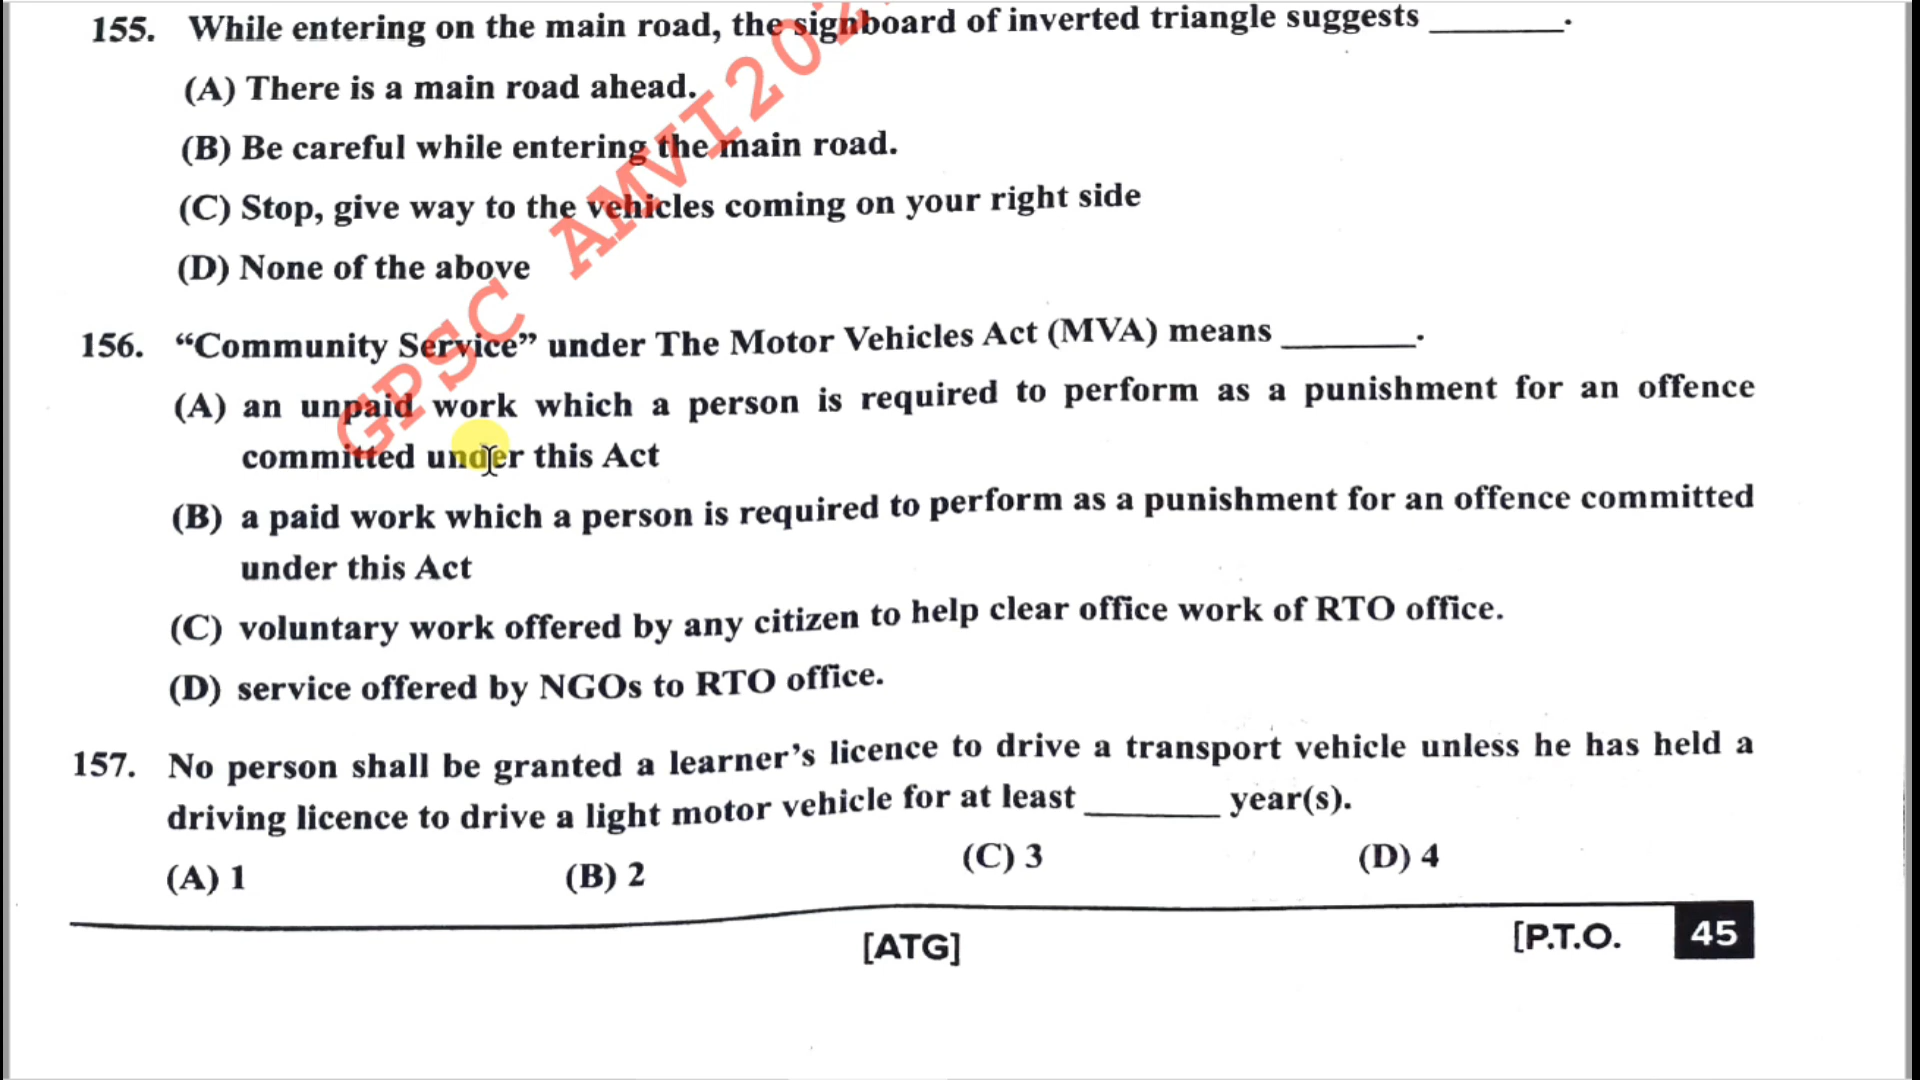 155. While entering on the main road, the signboard of inverted triangle suggests ________.
(A) There is a main road ahead.
(B) Be careful while entering the main road.
(C) Stop, give way to the vehicles coming on your right side
(D) None of the above
156. “Community Service” under The Motor Vehicles Act (MVA) means ________.
(A) an unpaid work which a person is required to perform as a punishment for an offence
committed under this Act
(B) a paid work which a person is required to perform as a punishment for an offence committed
under this Act
(C) voluntary work offered by any citizen to help clear office work of RTO office.
(D) service offered by NGOs to RTO office.
157. No person shall be granted a learner’s licence to drive a transport vehicle unless he has held a
driving licence to drive a light motor vehicle for at least ________ year(s).
(A) 1 (B) 2 (C) 3 (D) 4
[ATG] [P.T.O. 45
GPSC AMVI